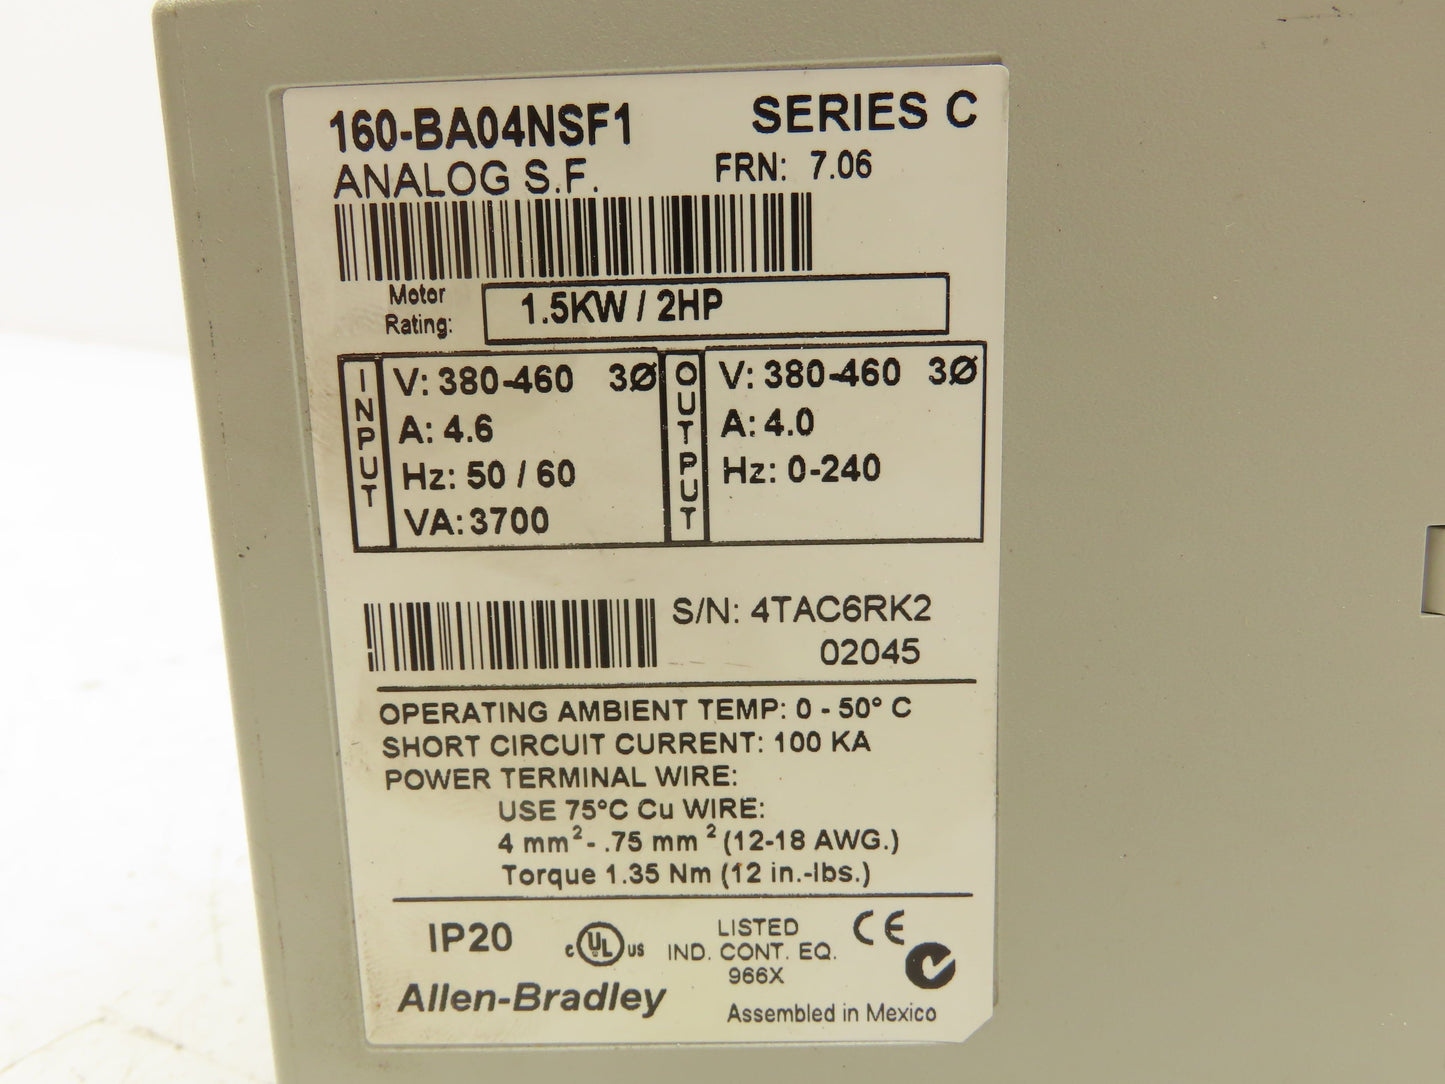 160-BA04NSF1 SERIES C
ANALOG S.F. FRN: 7.06
Motor
Rating: 1.5KW / 2HP
INPUT
V: 380-460 3Ø
A: 4.6
Hz: 50 / 60
VA: 3700
OUTPUT
V: 380-460 3Ø
A: 4.0
Hz: 0-240
S/N: 4TAC6RK2
02045
OPERATING AMBIENT TEMP: 0 - 50° C
SHORT CIRCUIT CURRENT: 100 KA
POWER TERMINAL WIRE:
USE 75°C Cu WIRE:
4 mm² - .75 mm² (12-18 AWG.)
Torque 1.35 Nm (12 in.-lbs.)
IP20
c UL us
LISTED
IND. CONT. EQ.
966X
CE
Allen-Bradley
Assembled in Mexico